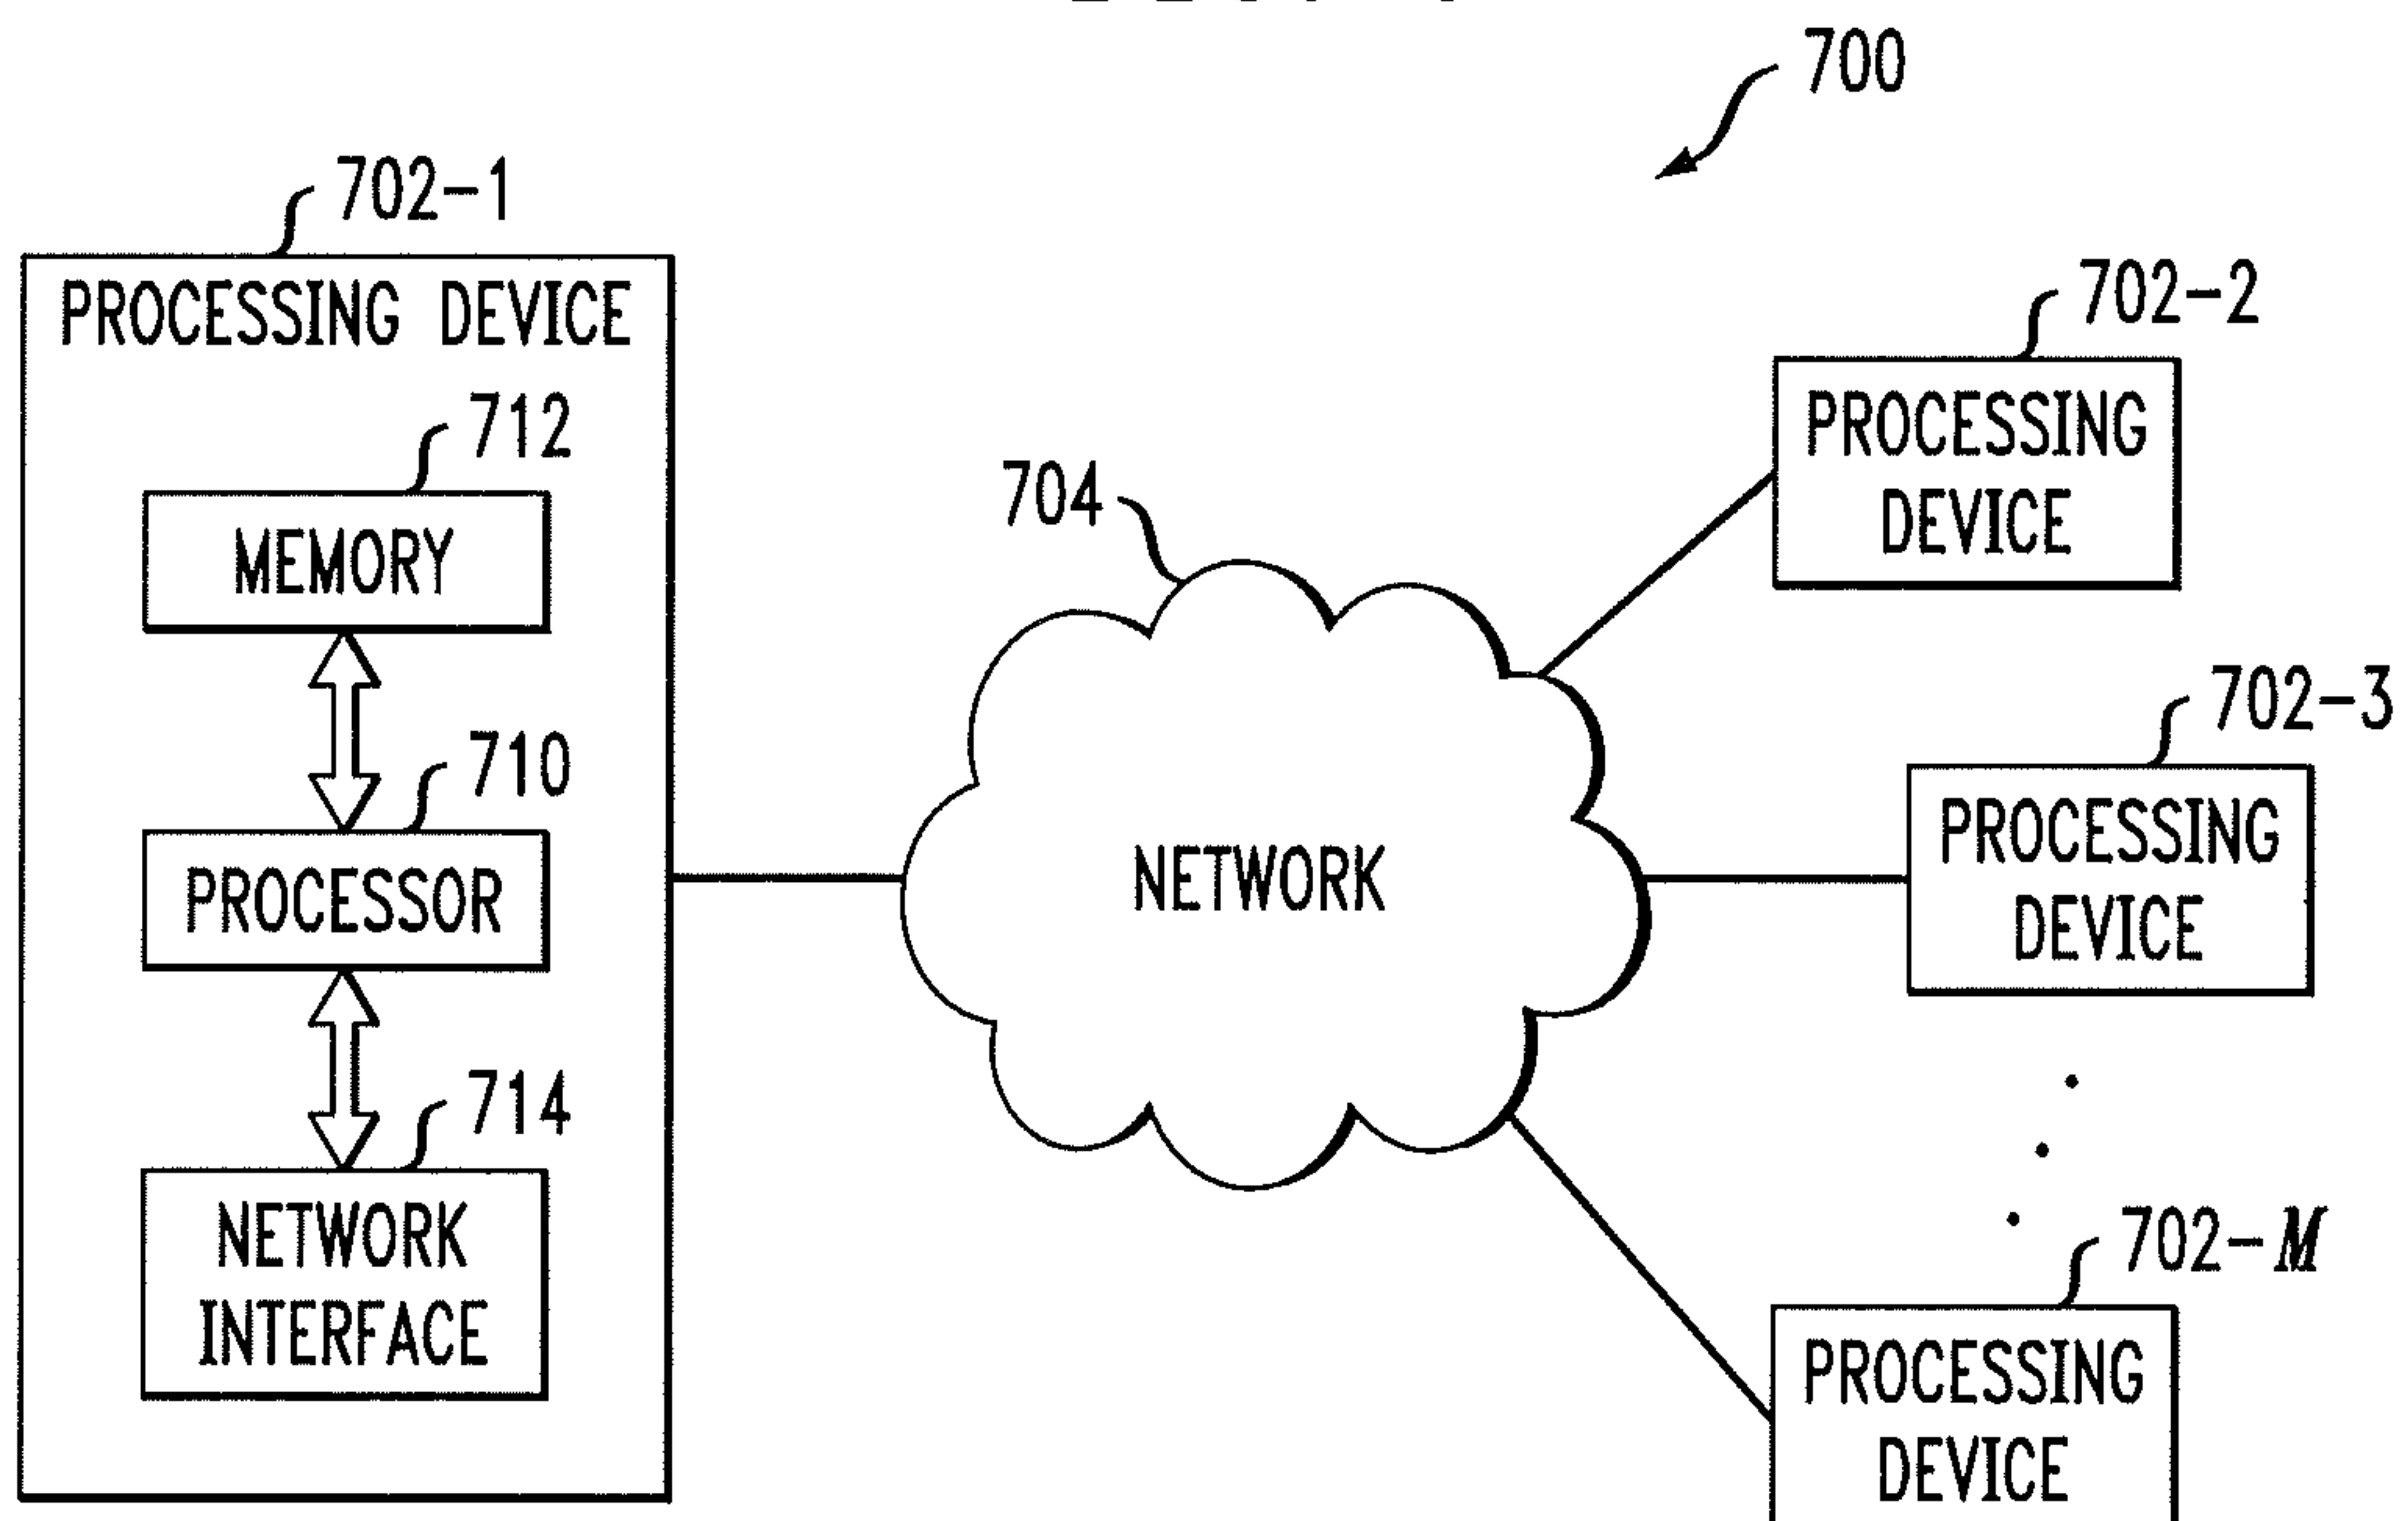 700
702-1
PROCESSING DEVICE
712
MEMORY
710
PROCESSOR
714
NETWORK
INTERFACE
704
NETWORK
702-2
PROCESSING
DEVICE
702-3
PROCESSING
DEVICE
702-M
PROCESSING
DEVICE